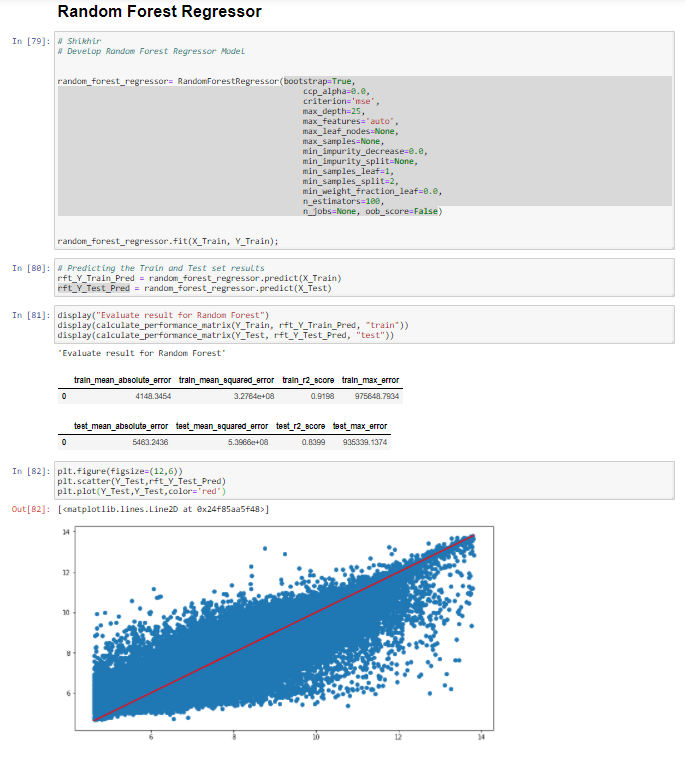 Random Forest Regressor
In [79]: # Shikhir
# Develop Random Forest Regressor Model
random_forest_regressor= RandomForestRegressor(bootstrap=True,
ccp_alpha=0.0,
criterion='mse',
max_depth=25,
max_features='auto',
max_leaf_nodes=None,
max_samples=None,
min_impurity_decrease=0.0,
min_impurity_split=None,
min_samples_leaf=1,
min_samples_split=2,
min_weight_fraction_leaf=0.0,
n_estimators=100,
n_jobs=None, oob_score=False)
random_forest_regressor.fit(X_Train, Y_Train);
In [80]: # Predicting the Train and Test set results
rft_Y_Train_Pred = random_forest_regressor.predict(X_Train)
rft_Y_Test_Pred = random_forest_regressor.predict(X_Test)
In [81]: display("Evaluate result for Random Forest")
display(calculate_performance_matrix(Y_Train, rft_Y_Train_Pred, "train"))
display(calculate_performance_matrix(Y_Test, rft_Y_Test_Pred, "test"))
'Evaluate result for Random Forest'
train_mean_absolute_error train_mean_squared_error train_r2_score train_max_error
0 4148.3454 3.2764e+08 0.9198 975648.7934
test_mean_absolute_error test_mean_squared_error test_r2_score test_max_error
0 5463.2436 5.3966e+08 0.8399 935339.1374
In [82]: plt.figure(figsize=(12,6))
plt.scatter(Y_Test,rft_Y_Test_Pred)
plt.plot(Y_Test,Y_Test,color='red')
Out[82]: [<matplotlib.lines.Line2D at 0x24f85aa5f48>]
14
12
10
8
6
6 8 10 12 14